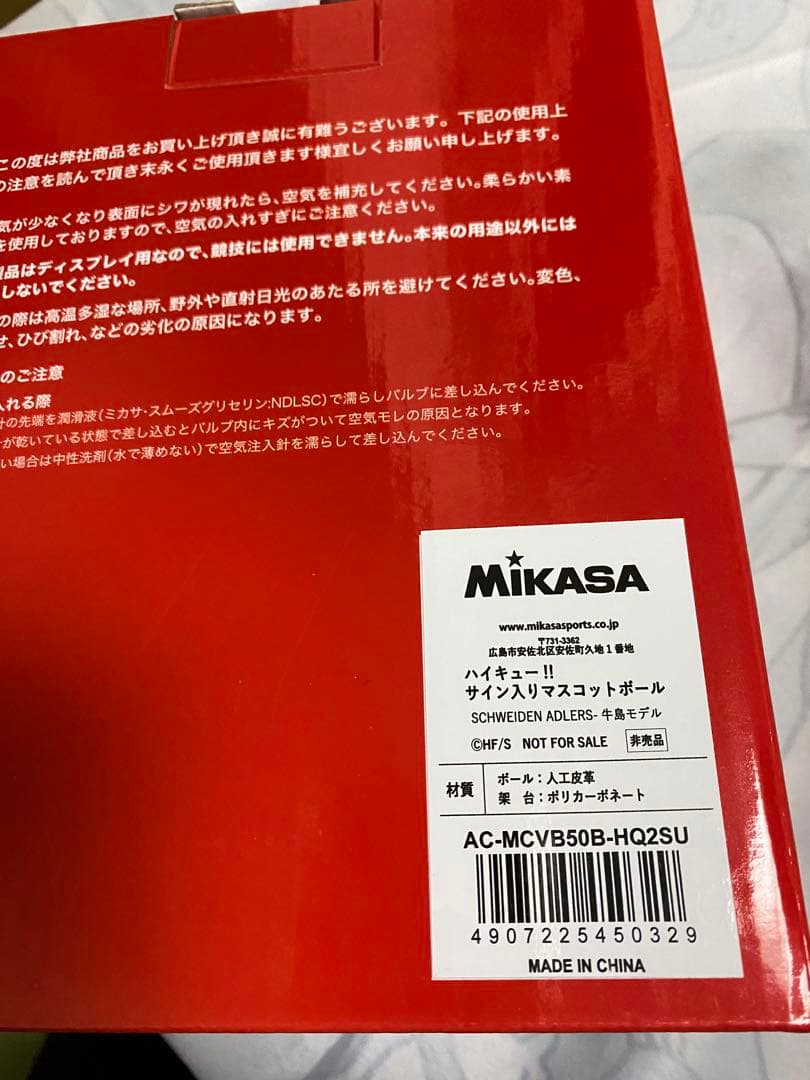 この度は弊社商品をお買い上げ頂き誠に有難うございます。下記の使用上
の注意を読んで頂き末永くご使用頂きます様宜しくお願い申し上げます。
気が少なくなり表面にシワが現れたら、空気を補充してください。柔らかい素
を使用しておりますので、空気の入れすぎにご注意ください。
製品はディスプレイ用なので、競技には使用できません。本来の用途以外には
しないでください。
の際は高温多湿な場所、野外や直射日光のあたる所を避けてください。変色、
せ、ひび割れ、などの劣化の原因になります。
のご注意
入れる際
針の先端を潤滑液(ミカサ・スムーズグリセリン:NDLSC)で濡らしバルブに差し込んでください。
が乾いている状態で差し込むとバルブ内にキズがついて空気モレの原因となります。
い場合は中性洗剤(水で薄めない)で空気注入針を濡らして差し込んでください。
MIKASA
www.mikasasports.co.jp
〒731-3362
広島市安佐北区安佐町久地1番地
ハイキュー!!
サイン入りマスコットボール
SCHWEIDEN ADLERS- 牛島モデル
©HF/S NOT FOR SALE 非売品
材質 ボール:人工皮革
架 台:ポリカーボネート
AC-MCVB50B-HQ2SU
4907225450329
MADE IN CHINA